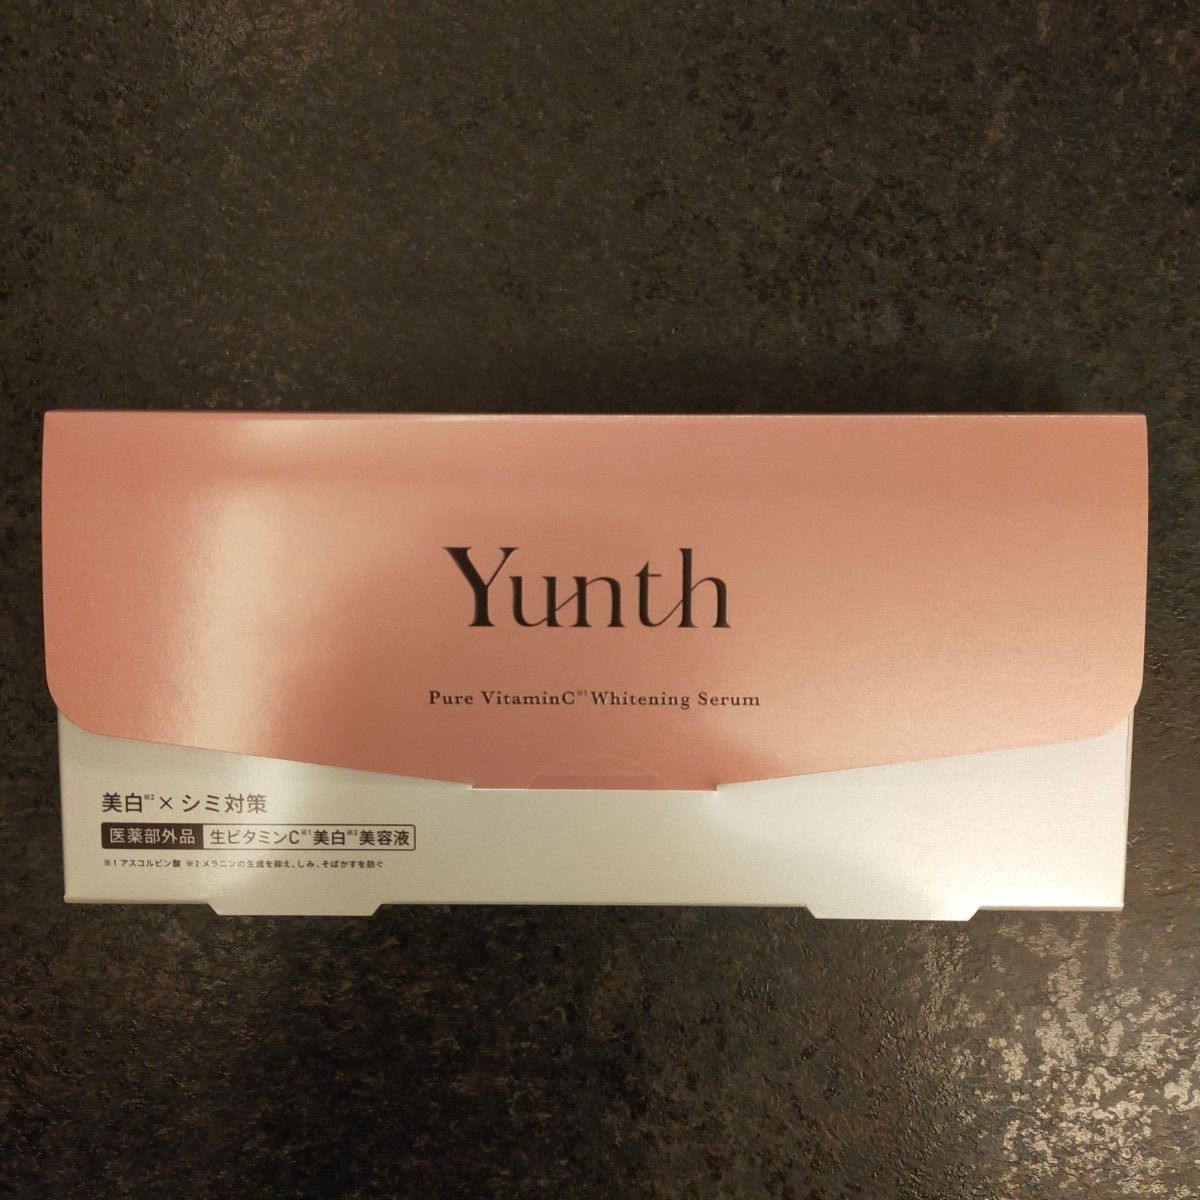 Yunth
Pure VitaminC※1 Whitening Serum
美白※2×シミ対策
医薬部外品 生ビタミンC※1美白※2美容液
※1 アスコルビン酸 ※2 メラニンの生成を抑え、しみ、そばかすを防ぐ